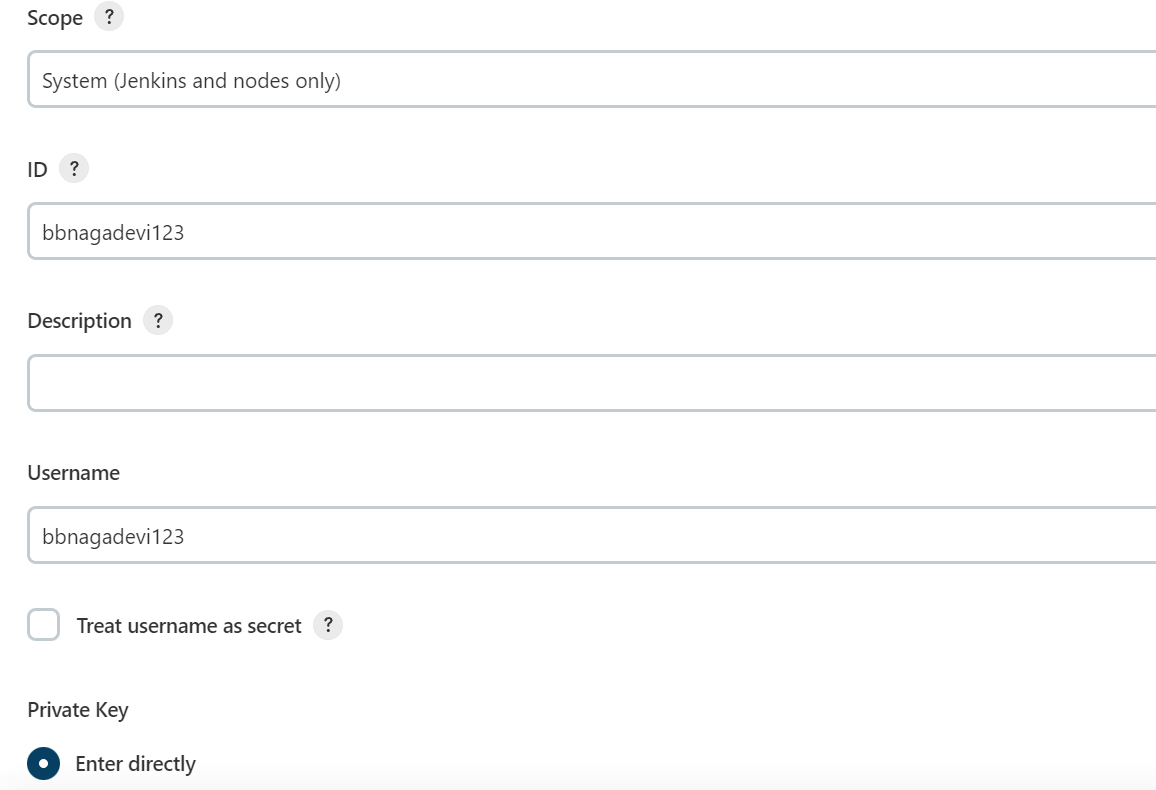 Scope ?
System (Jenkins and nodes only)
ID ?
bbnagadevi123
Description ?
Username
bbnagadevi123
Treat username as secret ?
Private Key
Enter directly